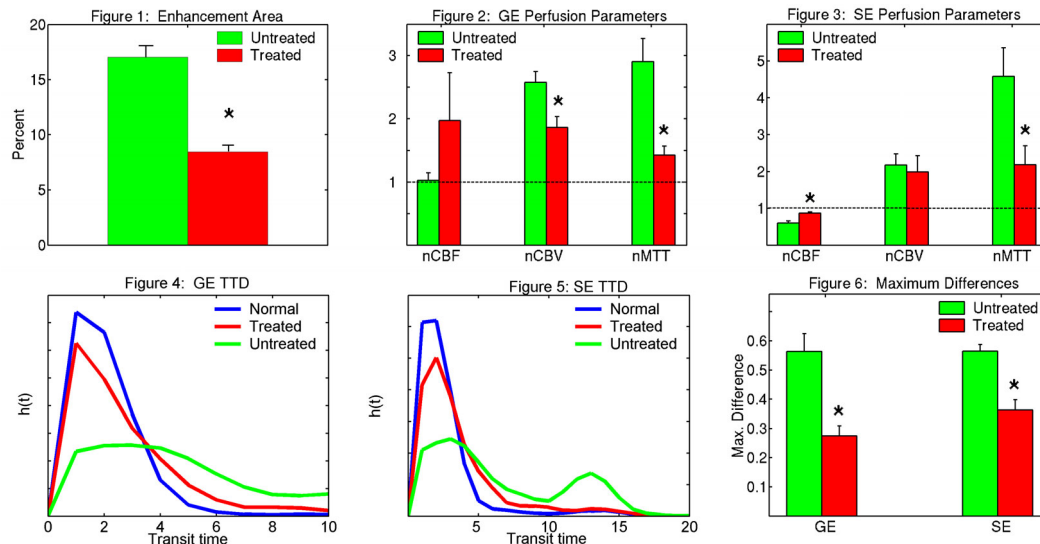 Figure 1: Enhancement Area
20
15
10
5
0
Percent
Untreated
Treated
*
Figure 2: GE Perfusion Parameters
3
2
1
Untreated
Treated
*
*
nCBF nCBV nMTT
Figure 3: SE Perfusion Parameters
5
4
3
2
1
0
Untreated
Treated
*
*
nCBF nCBV nMTT
Figure 4: GE TTD
h(t)
Normal
Treated
Untreated
0 2 4 6 8 10
Transit time
Figure 5: SE TTD
h(t)
Normal
Treated
Untreated
5 10 15 20
Transit time
Figure 6: Maximum Differences
0.6
0.5
0.4
0.3
0.2
0.1
Max. Difference
Untreated
Treated
*
*
GE SE